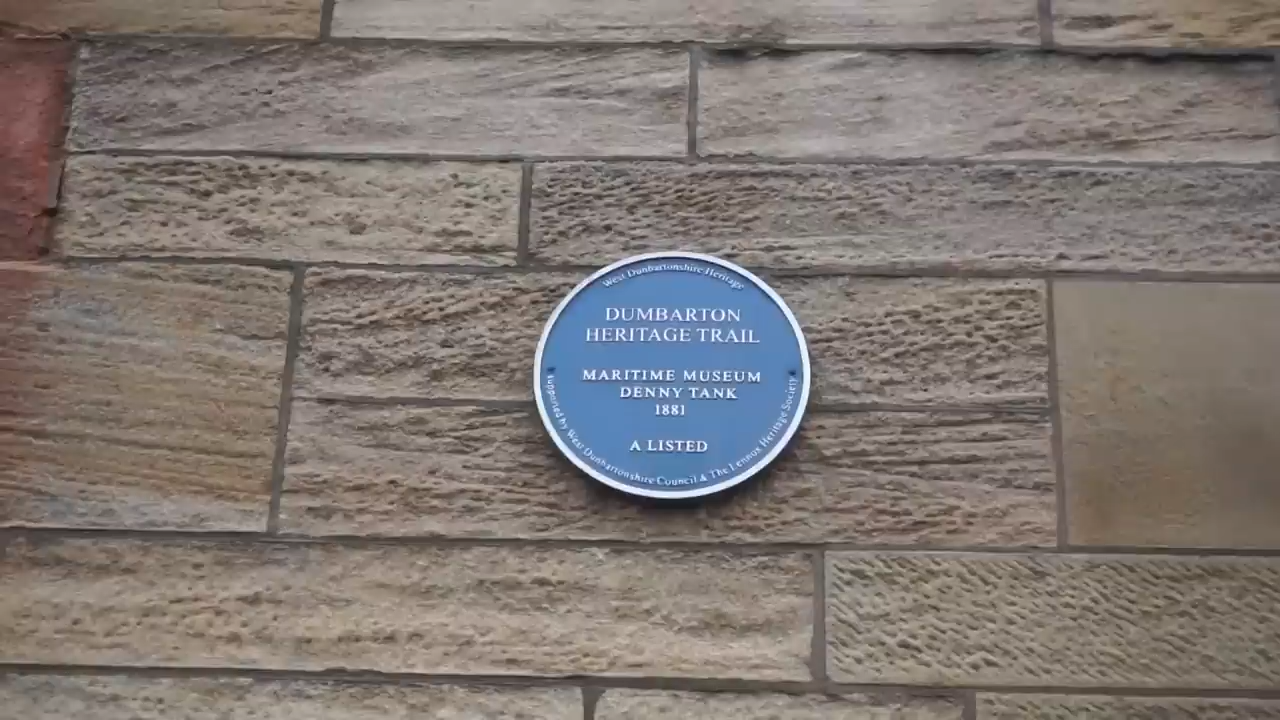 West Dunbartonshire Heritage
DUMBARTON
HERITAGE TRAIL
MARITIME MUSEUM
DENNY TANK
1881
A LISTED
supported by West Dunbartonshire Council & The Lennox Heritage Society